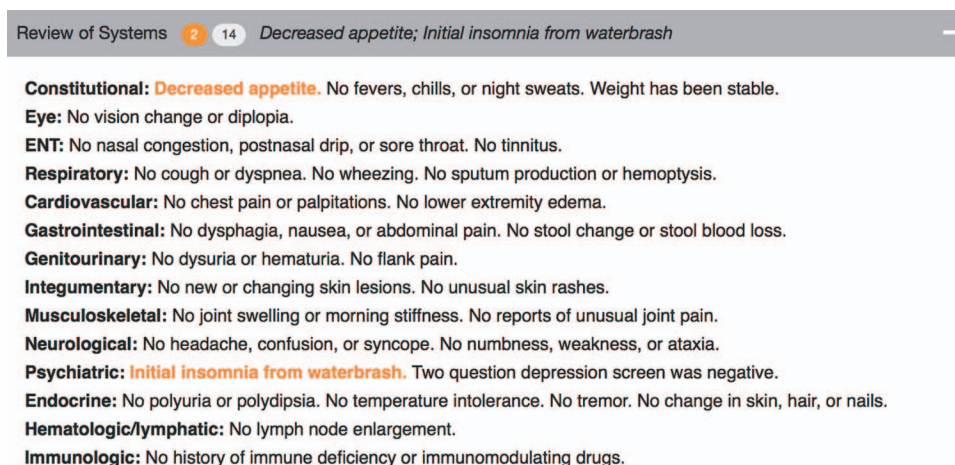 Review of Systems 2 14 Decreased appetite; Initial insomnia from waterbrash
Constitutional: Decreased appetite. No fevers, chills, or night sweats. Weight has been stable.
Eye: No vision change or diplopia.
ENT: No nasal congestion, postnasal drip, or sore throat. No tinnitus.
Respiratory: No cough or dyspnea. No wheezing. No sputum production or hemoptysis.
Cardiovascular: No chest pain or palpitations. No lower extremity edema.
Gastrointestinal: No dysphagia, nausea, or abdominal pain. No stool change or stool blood loss.
Genitourinary: No dysuria or hematuria. No flank pain.
Integumentary: No new or changing skin lesions. No unusual skin rashes.
Musculoskeletal: No joint swelling or morning stiffness. No reports of unusual joint pain.
Neurological: No headache, confusion, or syncope. No numbness, weakness, or ataxia.
Psychiatric: Initial insomnia from waterbrash. Two question depression screen was negative.
Endocrine: No polyuria or polydipsia. No temperature intolerance. No tremor. No change in skin, hair, or nails.
Hematologic/lymphatic: No lymph node enlargement.
Immunologic: No history of immune deficiency or immunomodulating drugs.